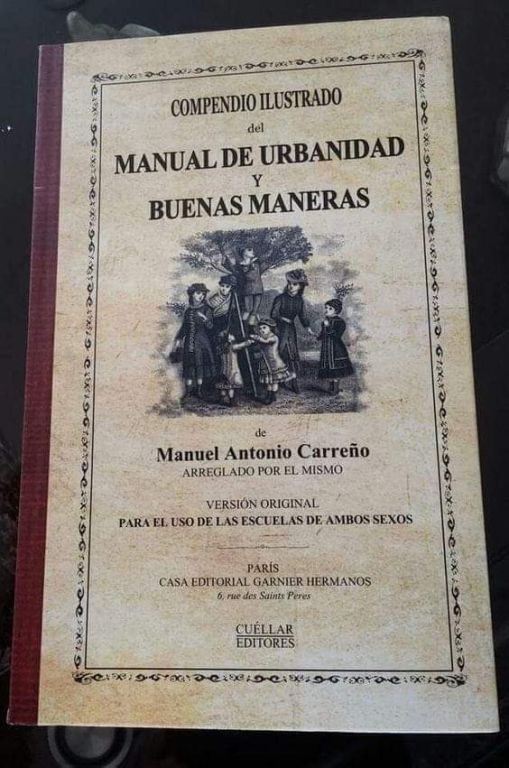 COMPENDIO ILUSTRADO
del
MANUAL DE URBANIDAD
Y
BUENAS MANERAS
de
Manuel Antonio Carreño
ARREGLADO POR EL MISMO
VERSIÓN ORIGINAL
PARA EL USO DE LAS ESCUELAS DE AMBOS SEXOS
PARÍS
CASA EDITORIAL GARNIER HERMANOS
6, rue des Saints Peres
CUÉLLAR
EDITORES